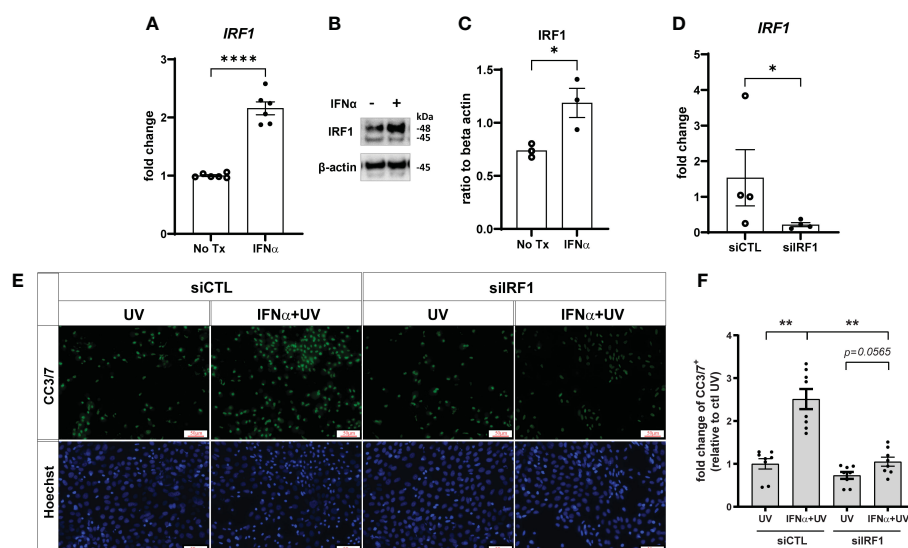 A
IRF1
****
fold change
3
2
1
0
No Tx
IFNα
B
IFNα - +
kDa
IRF1
-48
-45
β-actin
-45
C
IRF1
*
ratio to beta actin
1.5
1.0
0.5
0.0
No Tx
IFNα
D
IRF1
*
fold change
5
4
3
2
1
0
siCTL
siIRF1
E
siCTL
siIRF1
UV
IFNα+UV
UV
IFNα+UV
CC3/7
Hoechst
F
**
**
p=0.0565
fold change of CC3/7+
(relative to ctl UV)
4
3
2
1
0
UV
IFNα+UV
UV
IFNα+UV
siCTL
siIRF1